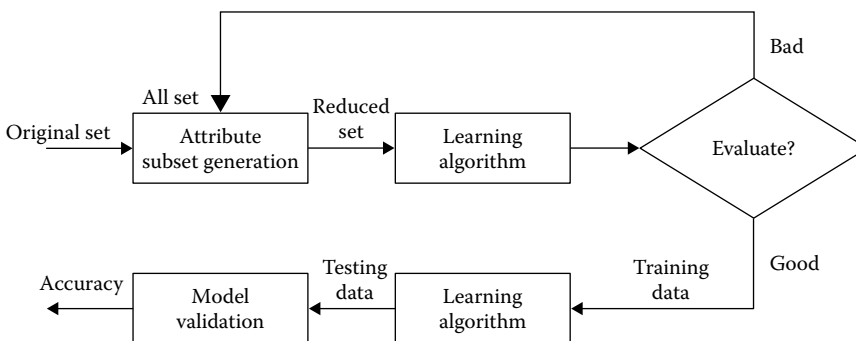 Bad
All set
Original set
Attribute
subset generation
Reduced
set
Learning
algorithm
Evaluate?
Good
Training
data
Learning
algorithm
Testing
data
Model
validation
Accuracy